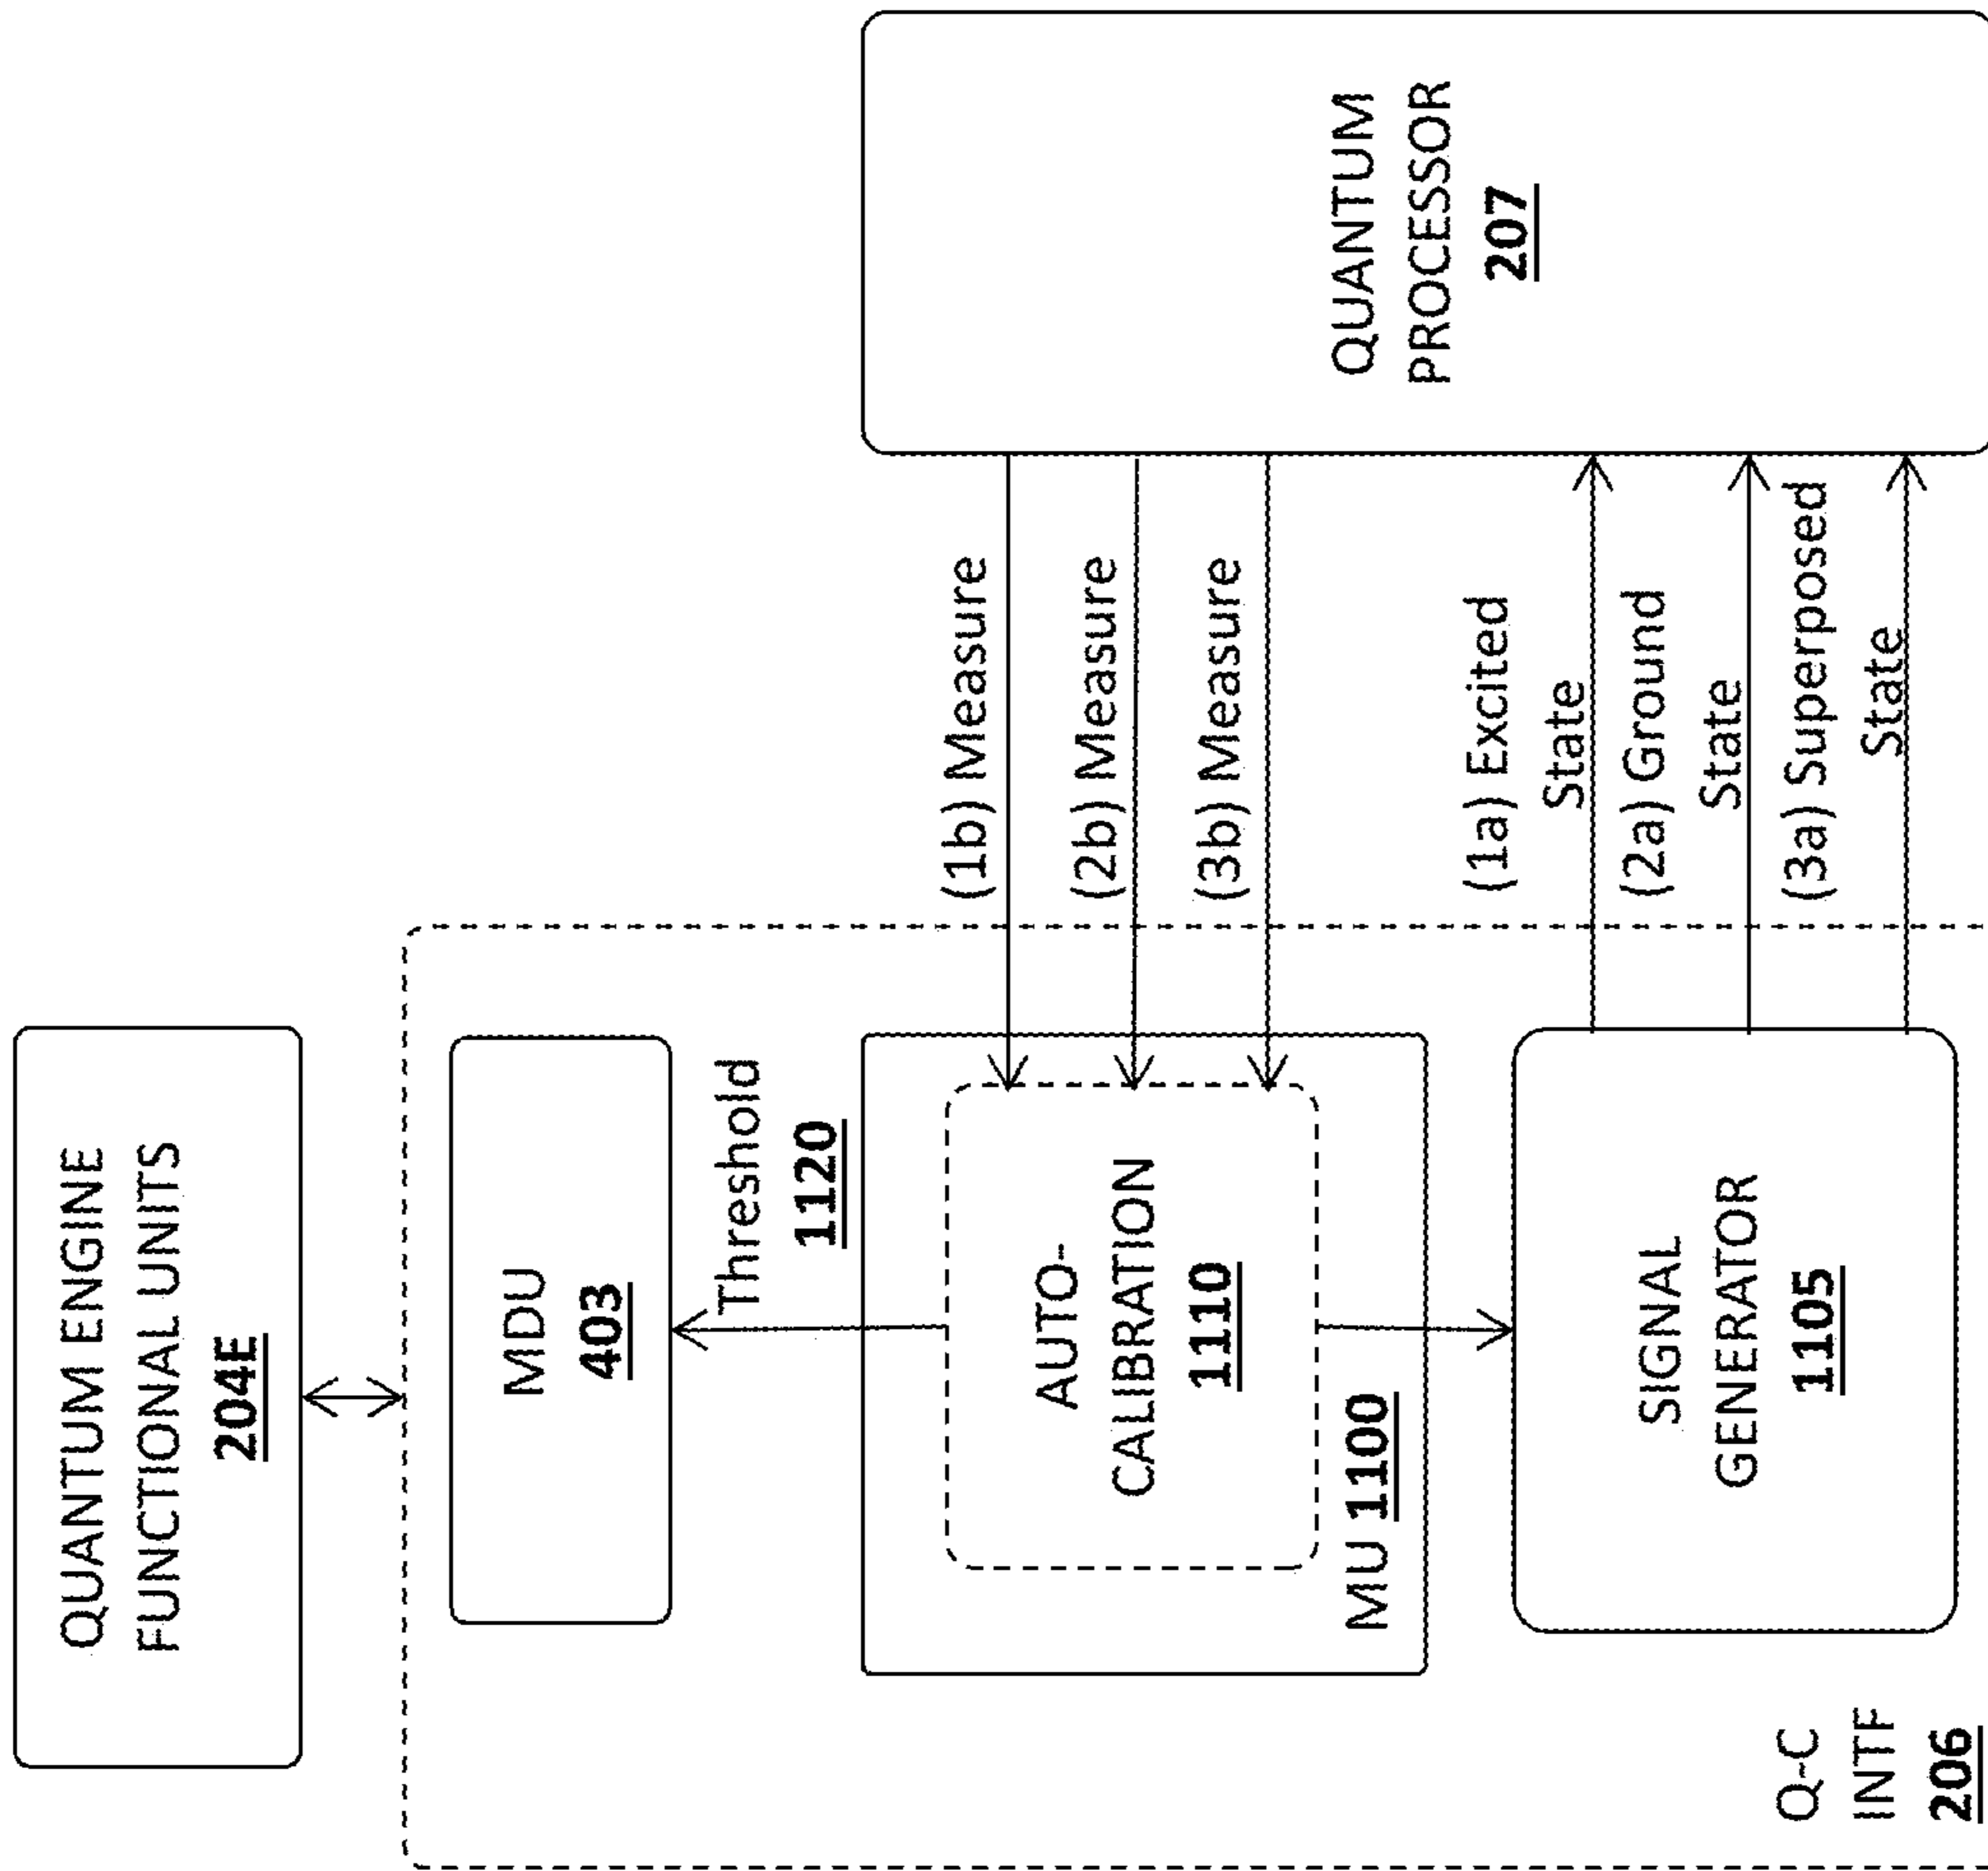 QUANTUM ENGINE
FUNCTIONAL UNITS
204E
MDU
403
Threshold
1120
AUTO-
CALIBRATION
1110
MU 1100
SIGNAL
GENERATOR
1105
Q-C
INTF
206
(1b) Measure
(2b) Measure
(3b) Measure
(1a) Excited
State
(2a) Ground
State
(3a) Superposed
State
QUANTUM
PROCESSOR
207